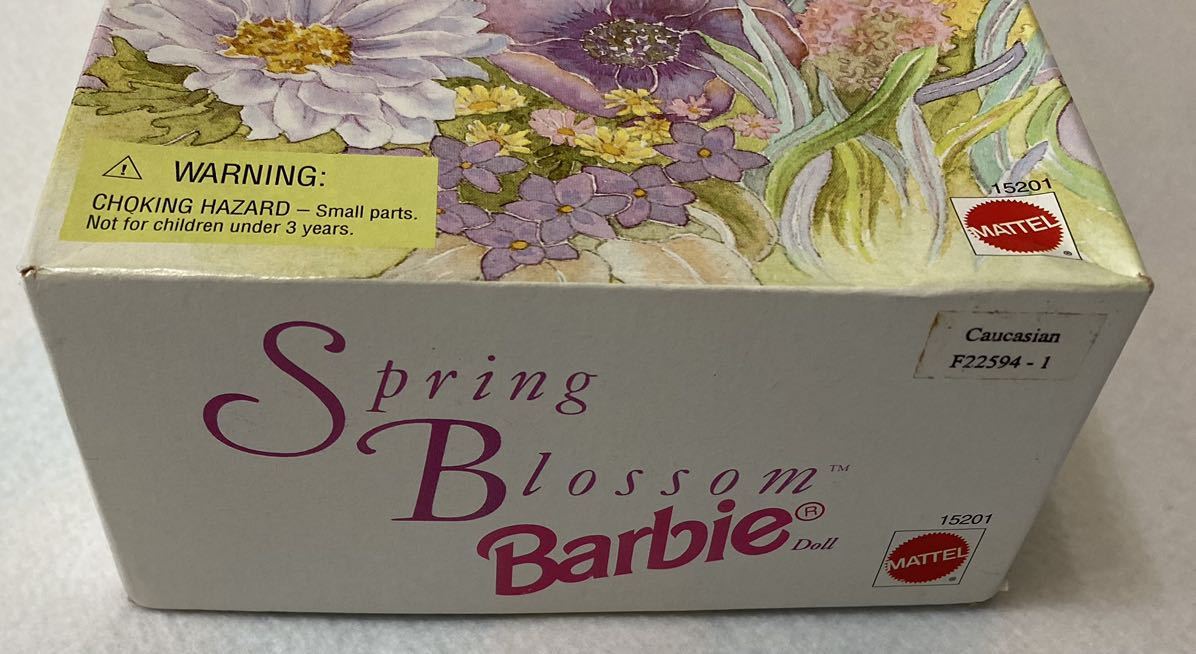 WARNING:
CHOKING HAZARD – Small parts.
Not for children under 3 years.
15201
MATTEL
®
Caucasian
F22594 - 1
Spring
Blossom™
Barbie® Doll
15201
MATTEL
®